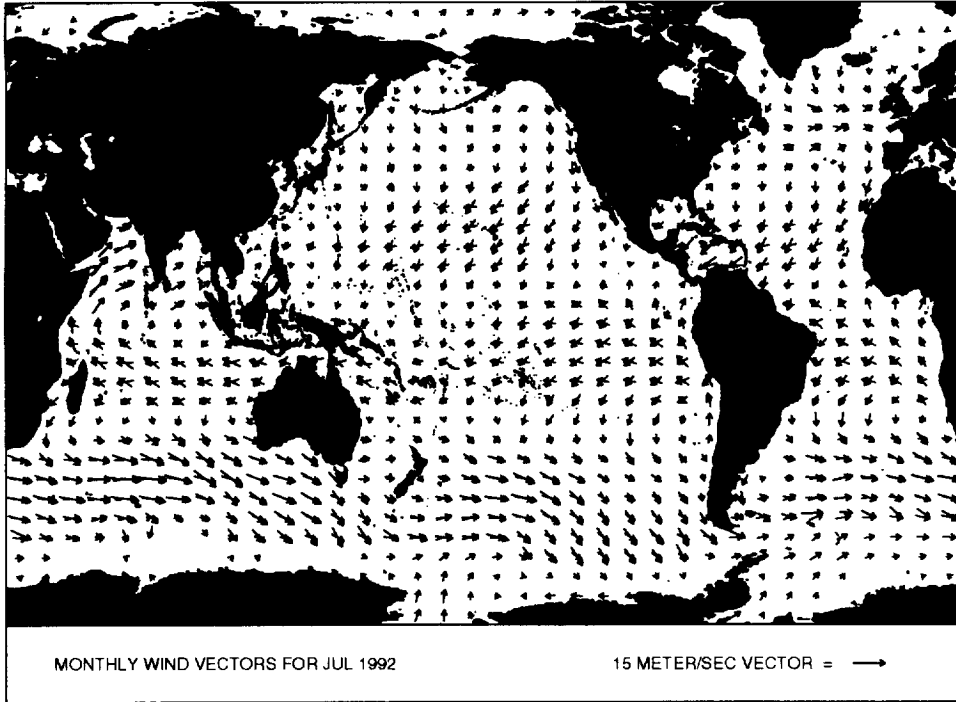 MONTHLY WIND VECTORS FOR JUL 1992
15 METER/SEC VECTOR =